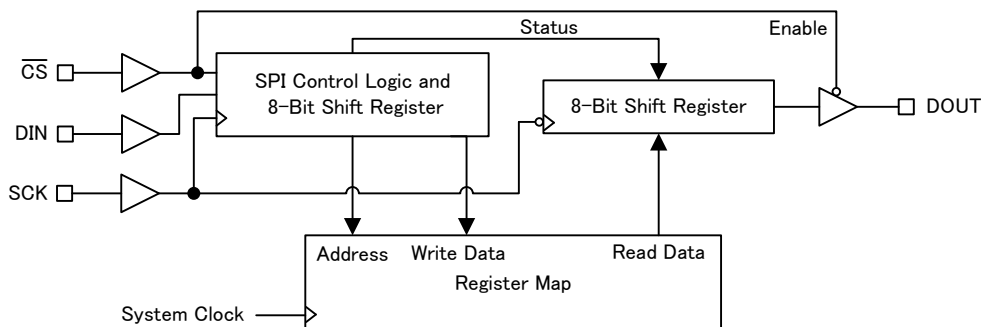 Status
Enable
CS
SPI Control Logic and
8-Bit Shift Register
8-Bit Shift Register
DOUT
DIN
SCK
Address
Write Data
Read Data
Register Map
System Clock